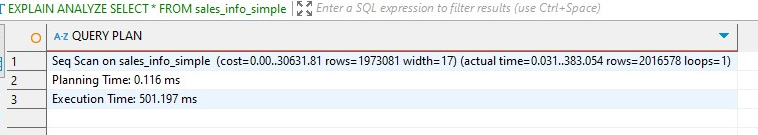 EXPLAIN ANALYZE SELECT * FROM sales_info_simple Enter a SQL expression to filter results (use Ctrl+Space)
A-Z QUERY PLAN
1 Seq Scan on sales_info_simple (cost=0.00..30631.81 rows=1973081 width=17) (actual time=0.031..383.054 rows=2016578 loops=1)
2 Planning Time: 0.116 ms
3 Execution Time: 501.197 ms